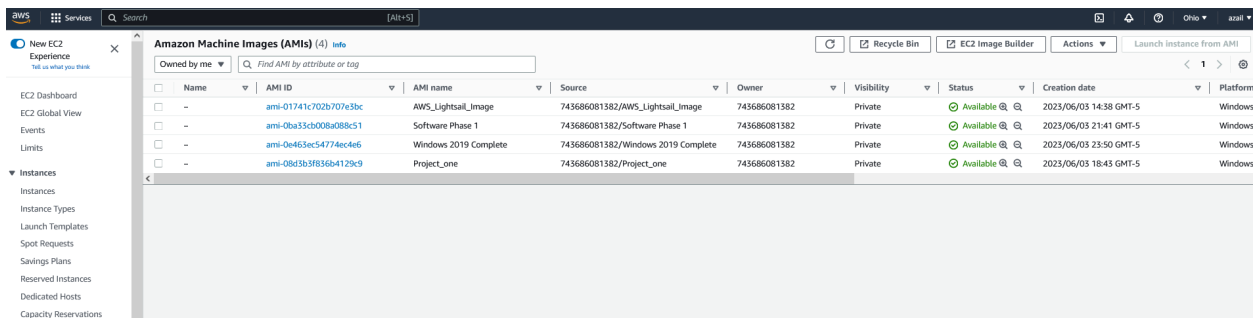 aws Services Search [Alt+S] Ohio ▼ azail ▼
New EC2 Experience
Tell us what you think
EC2 Dashboard
EC2 Global View
Events
Limits
▼ Instances
Instances
Instance Types
Launch Templates
Spot Requests
Savings Plans
Reserved Instances
Dedicated Hosts
Capacity Reservations
Amazon Machine Images (AMIs) (4) Info
Recycle Bin EC2 Image Builder Actions ▼ Launch instance from AMI
Owned by me ▼ Find AMI by attribute or tag < 1 >
Name AMI ID AMI name Source Owner Visibility Status Creation date Platform
– ami-01741c702b707e3bc AWS_Lightsail_Image 743686081382/AWS_Lightsail_Image 743686081382 Private Available 2023/06/03 14:38 GMT-5 Windows
– ami-0ba33cb008a088c51 Software Phase 1 743686081382/Software Phase 1 743686081382 Private Available 2023/06/03 21:41 GMT-5 Windows
– ami-0e463ec54774ec4e6 Windows 2019 Complete 743686081382/Windows 2019 Complete 743686081382 Private Available 2023/06/03 23:50 GMT-5 Windows
– ami-08d3b3f836b4129c9 Project_one 743686081382/Project_one 743686081382 Private Available 2023/06/03 18:43 GMT-5 Windows